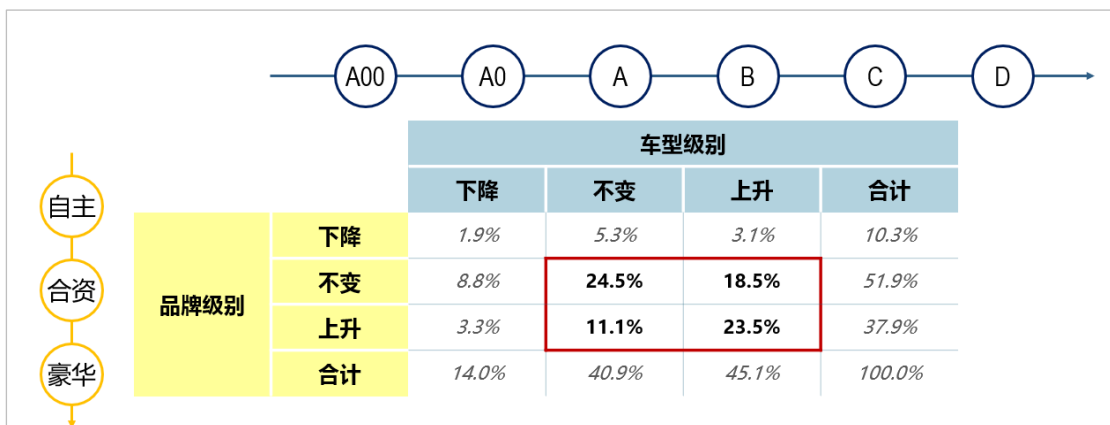 A00 A0 A B C D
车型级别
下降 不变 上升 合计
自主
下降 1.9% 5.3% 3.1% 10.3%
合资
品牌级别
不变 8.8% 24.5% 18.5% 51.9%
上升 3.3% 11.1% 23.5% 37.9%
豪华
合计 14.0% 40.9% 45.1% 100.0%